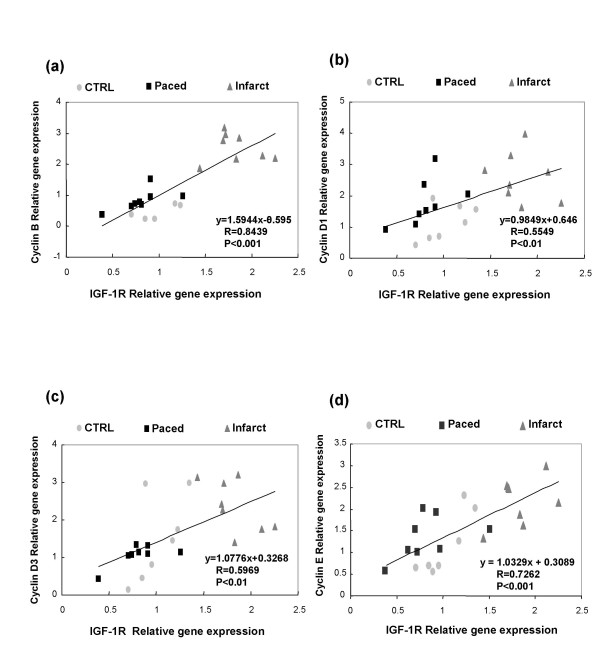 (a)
CTRL Paced Infarct
Cyclin B Relative gene expression
4
3
2
1
0
-1
y=1.5944x-0.595
R=0.8439
P<0.001
0 0.5 1 1.5 2 2.5
IGF-1R Relative gene expression
(b)
CTRL Paced Infarct
Cyclin D1 Relative gene expression
5
4
3
2
1
0
y=0.9849x+0.646
R=0.5549
P<0.01
0 0.5 1 1.5 2 2.5
IGF-1R Relative gene expression
(c)
CTRL Paced Infarct
Cyclin D3 Relative gene expression
4
3
2
1
0
y=1.0776x+0.3268
R=0.5969
P<0.01
0 0.5 1 1.5 2 2.5
IGF-1R Relative gene expression
(d)
CTRL Paced Infarct
Cyclin E Relative gene expression
3.5
3
2.5
2
1.5
1
0.5
0
y = 1.0329x + 0.3089
R=0.7262
P<0.001
0 0.5 1 1.5 2 2.5
IGF-1R Relative gene expression